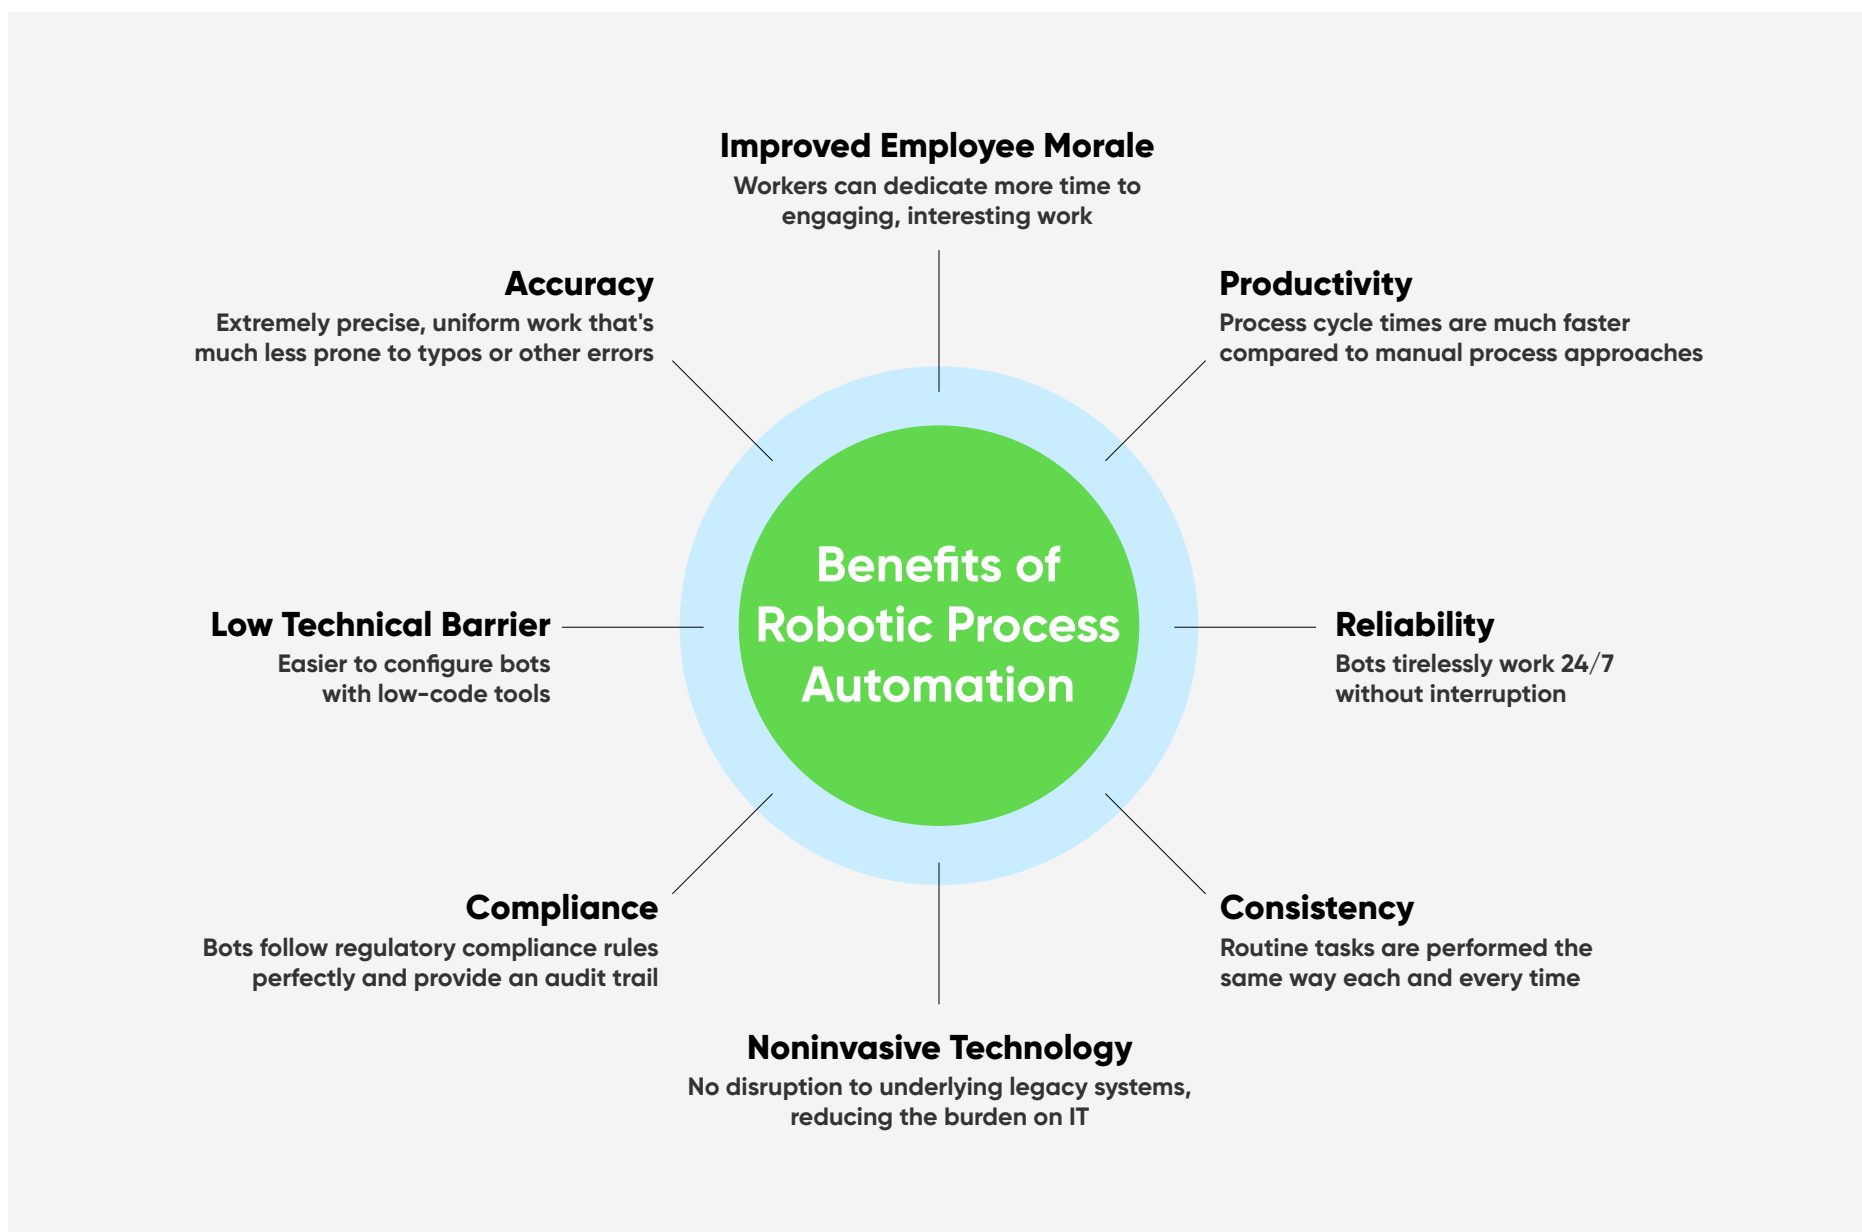 Improved Employee Morale
Workers can dedicate more time to
engaging, interesting work
Accuracy
Extremely precise, uniform work that's
much less prone to typos or other errors
Productivity
Process cycle times are much faster
compared to manual process approaches
Benefits of
Robotic Process
Automation
Low Technical Barrier
Easier to configure bots
with low-code tools
Reliability
Bots tirelessly work 24/7
without interruption
Compliance
Bots follow regulatory compliance rules
perfectly and provide an audit trail
Consistency
Routine tasks are performed the
same way each and every time
Noninvasive Technology
No disruption to underlying legacy systems,
reducing the burden on IT